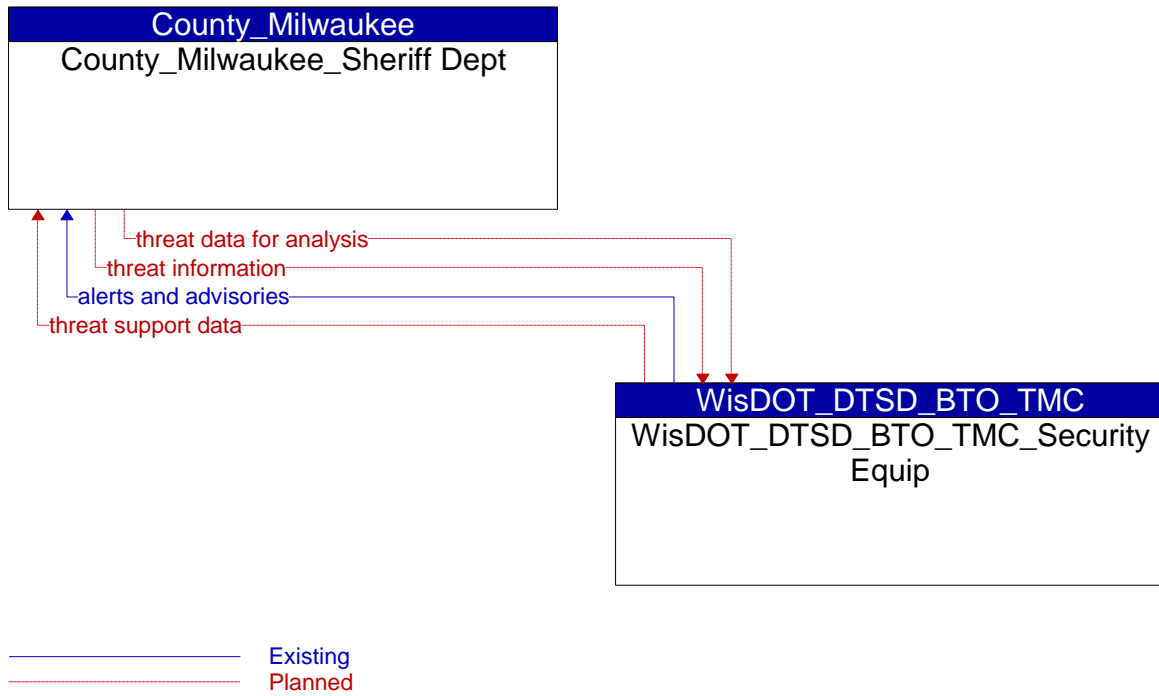 County_Milwaukee
County_Milwaukee_Sheriff Dept
threat data for analysis
threat information
alerts and advisories
threat support data
WisDOT_DTSD_BTO_TMC
WisDOT_DTSD_BTO_TMC_Security
Equip
Existing
Planned